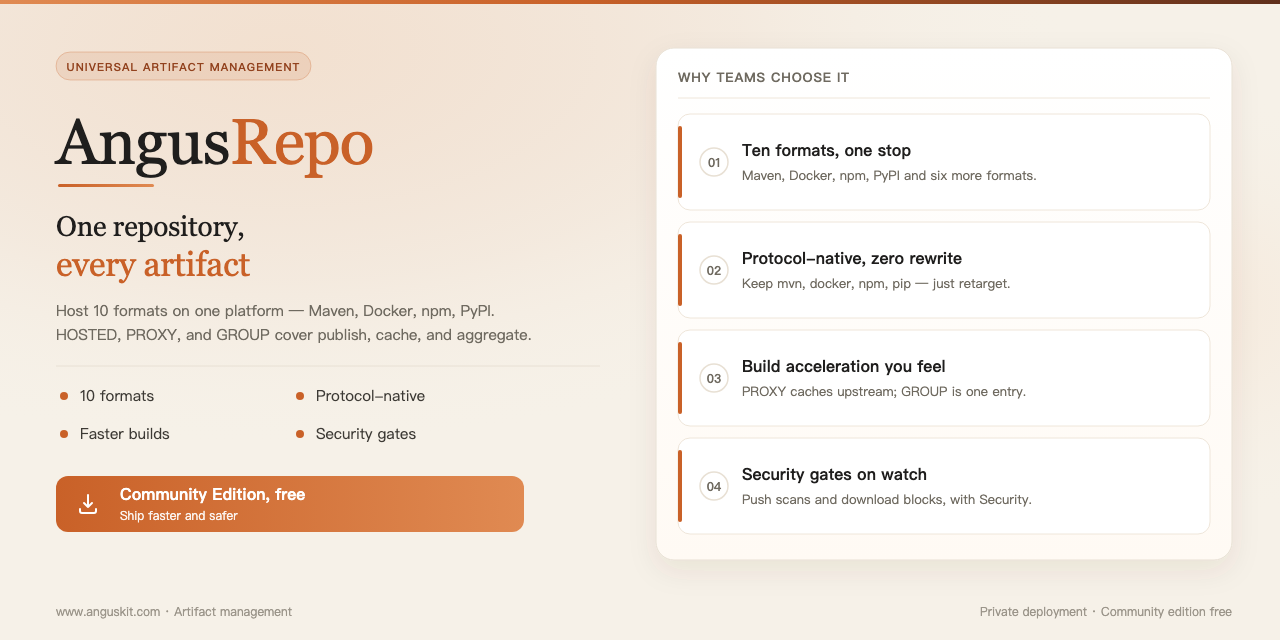 UNIVERSAL ARTIFACT MANAGEMENT
AngusRepo
One repository,
every artifact
Host 10 formats on one platform — Maven, Docker, npm, PyPI.
HOSTED, PROXY, and GROUP cover publish, cache, and aggregate.
10 formats
Protocol-native
Faster builds
Security gates
Community Edition, free
Ship faster and safer
WHY TEAMS CHOOSE IT
01
Ten formats, one stop
Maven, Docker, npm, PyPI and six more formats.
02
Protocol-native, zero rewrite
Keep mvn, docker, npm, pip — just retarget.
03
Build acceleration you feel
PROXY caches upstream; GROUP is one entry.
04
Security gates on watch
Push scans and download blocks, with Security.
www.anguskit.com · Artifact management
Private deployment · Community edition free